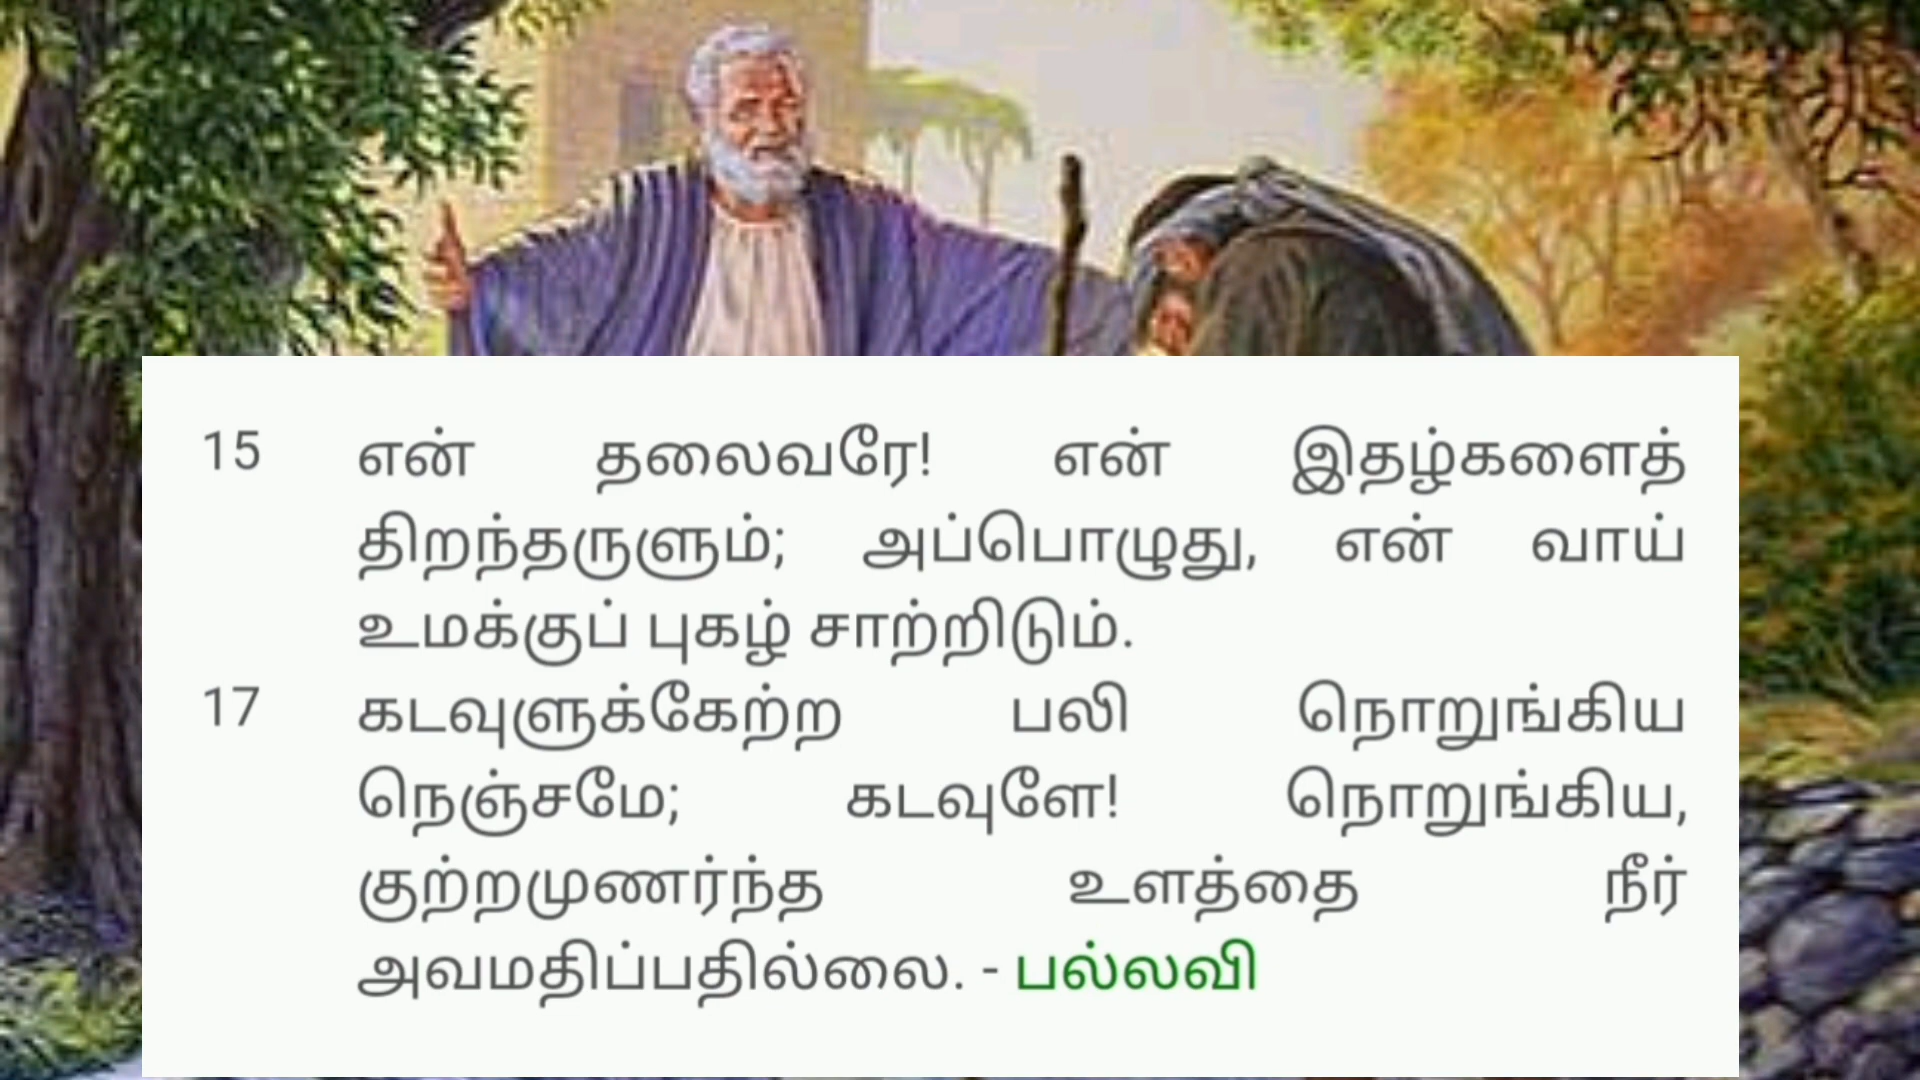 15 என் தலைவரே! என் இதழ்களைத்
திறந்தருளும்; அப்பொழுது, என் வாய்
உமக்குப் புகழ் சாற்றிடும்.
17 கடவுளுக்கேற்ற பலி நொறுங்கிய
நெஞ்சமே; கடவுளே! நொறுங்கிய,
குற்றமுணர்ந்த உளத்தை நீர்
அவமதிப்பதில்லை. - பல்லவி